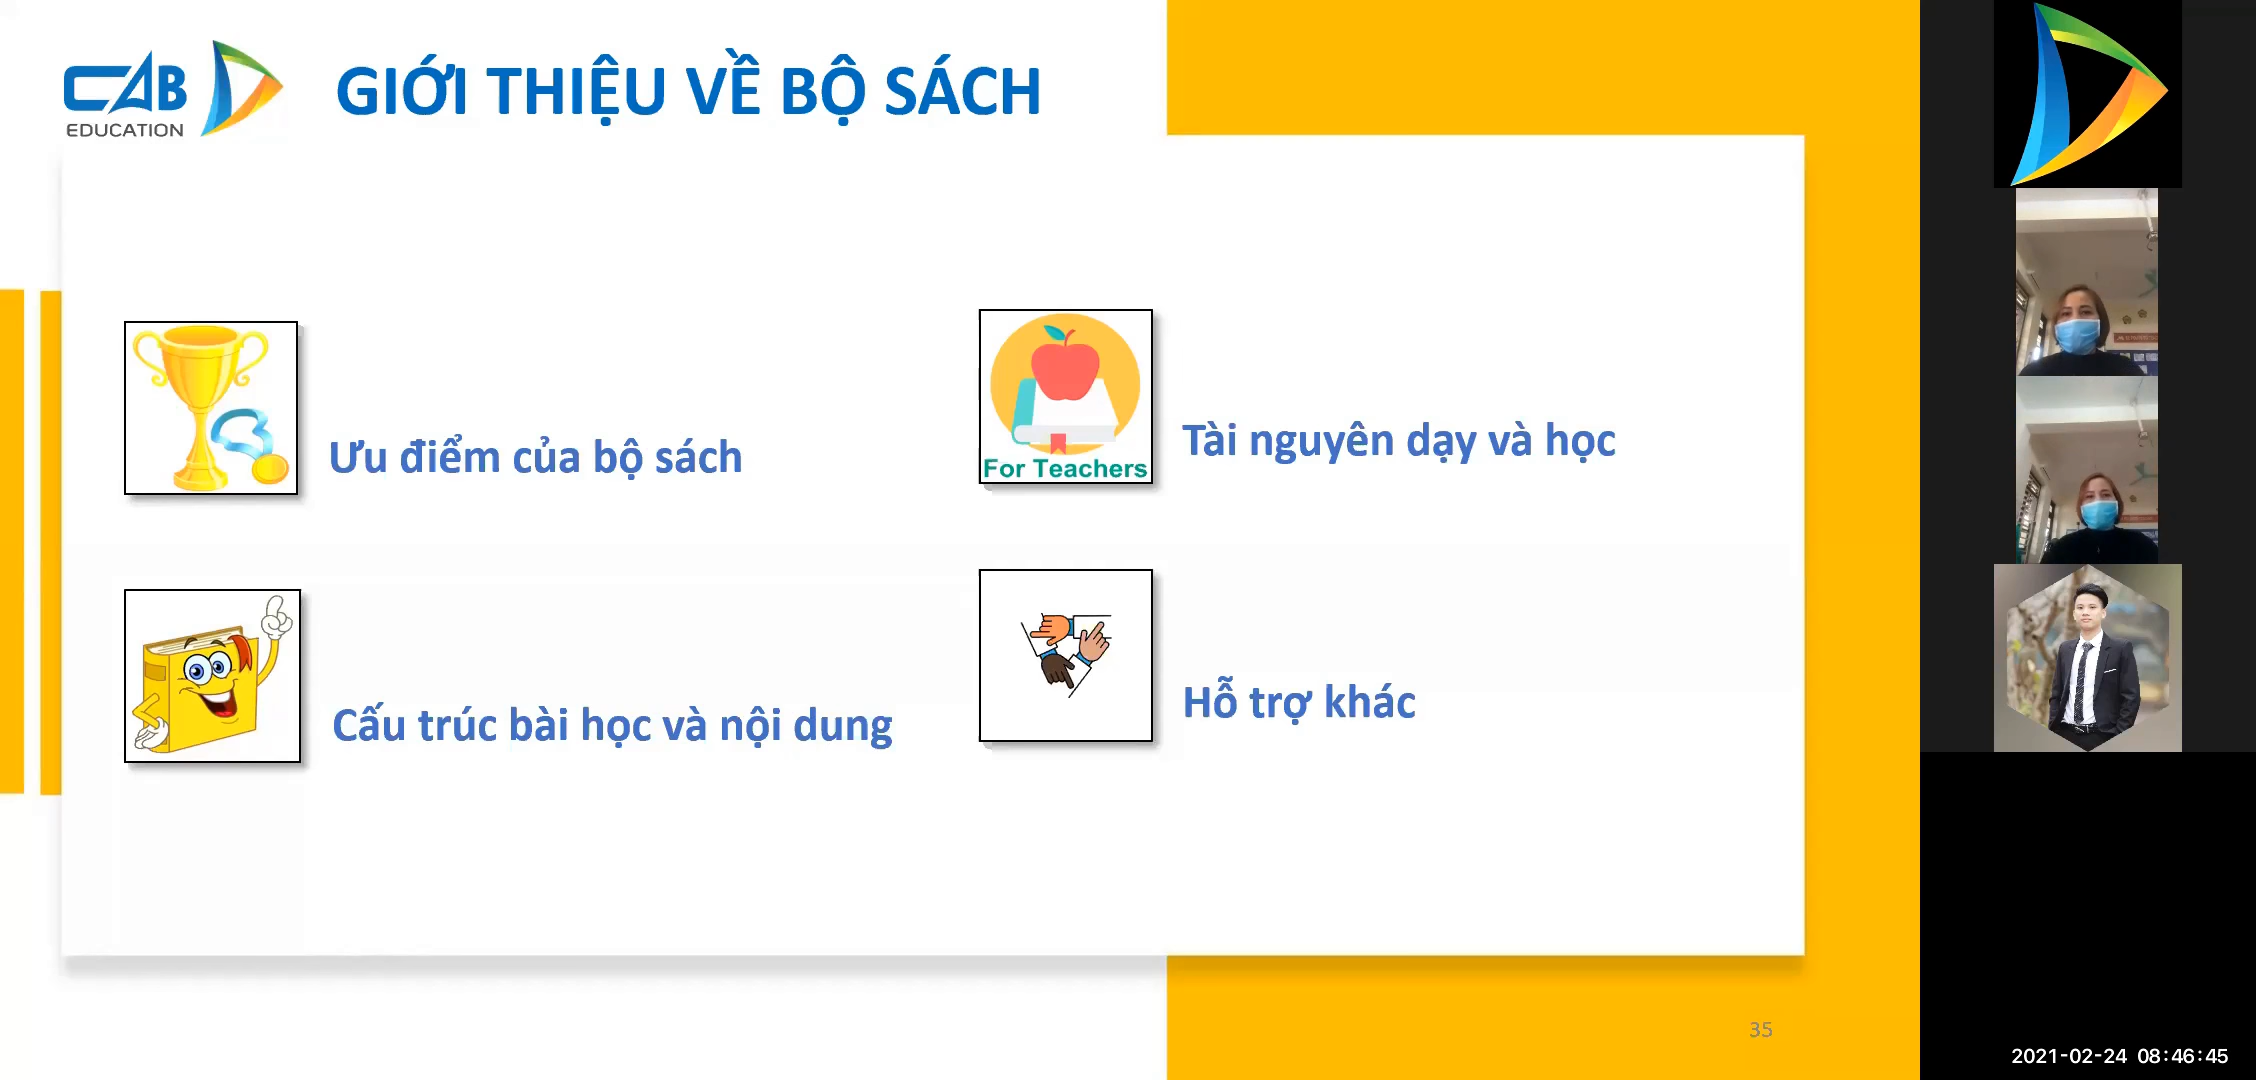 CAB
EDUCATION
GIỚI THIỆU VỀ BỘ SÁCH
Ưu điểm của bộ sách
For Teachers
Tài nguyên dạy và học
Cấu trúc bài học và nội dung
Hỗ trợ khác
35
2021-02-24 08:46:45